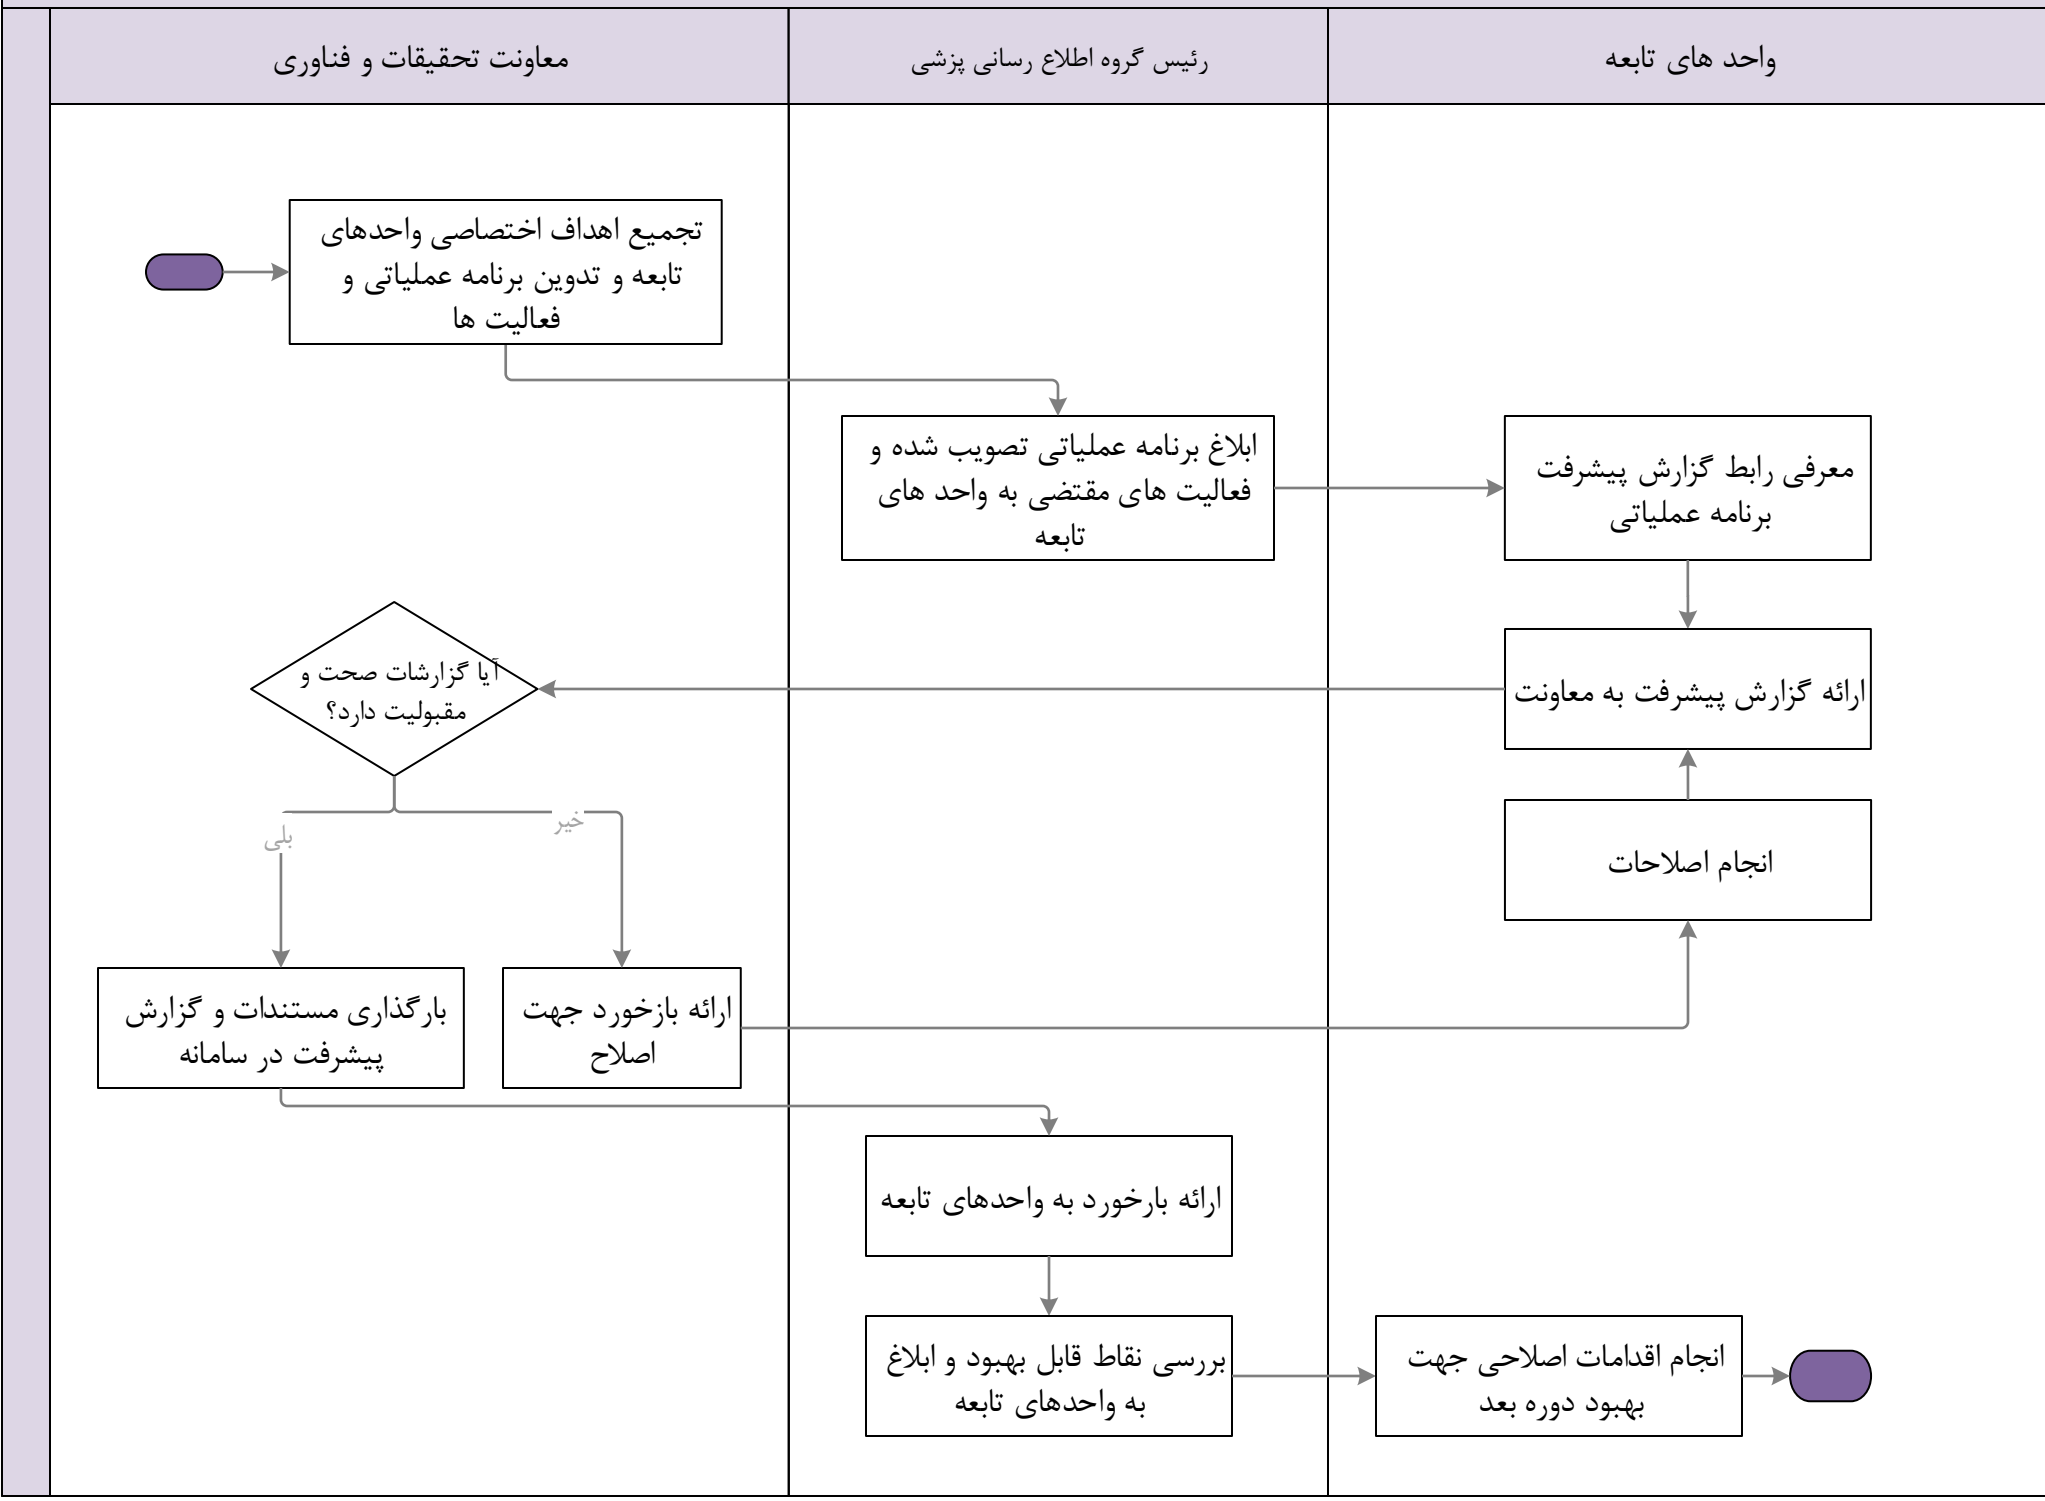 معاونت تحقیقات و فناوری
رئیس گروه اطلاع رسانی پزشی
واحد های تابعه
تجمیع اهداف اختصاصی واحدهای
تابعه و تدوین برنامه عملیاتی و
فعالیت ها
ابلاغ برنامه عملیاتی تصویب شده و
فعالیت های مقتضی به واحد های
تابعه
معرفی رابط گزارش پیشرفت
برنامه عملیاتی
ارائه گزارش پیشرفت به معاونت
آیا گزارشات صحت و
مقبولیت دارد؟
خیر
بلی
انجام اصلاحات
بارگذاری مستندات و گزارش
پیشرفت در سامانه
ارائه بازخورد جهت
اصلاح
ارائه بارخورد به واحدهای تابعه
بررسی نقاط قابل بهبود و ابلاغ
به واحدهای تابعه
انجام اقدامات اصلاحی جهت
بهبود دوره بعد